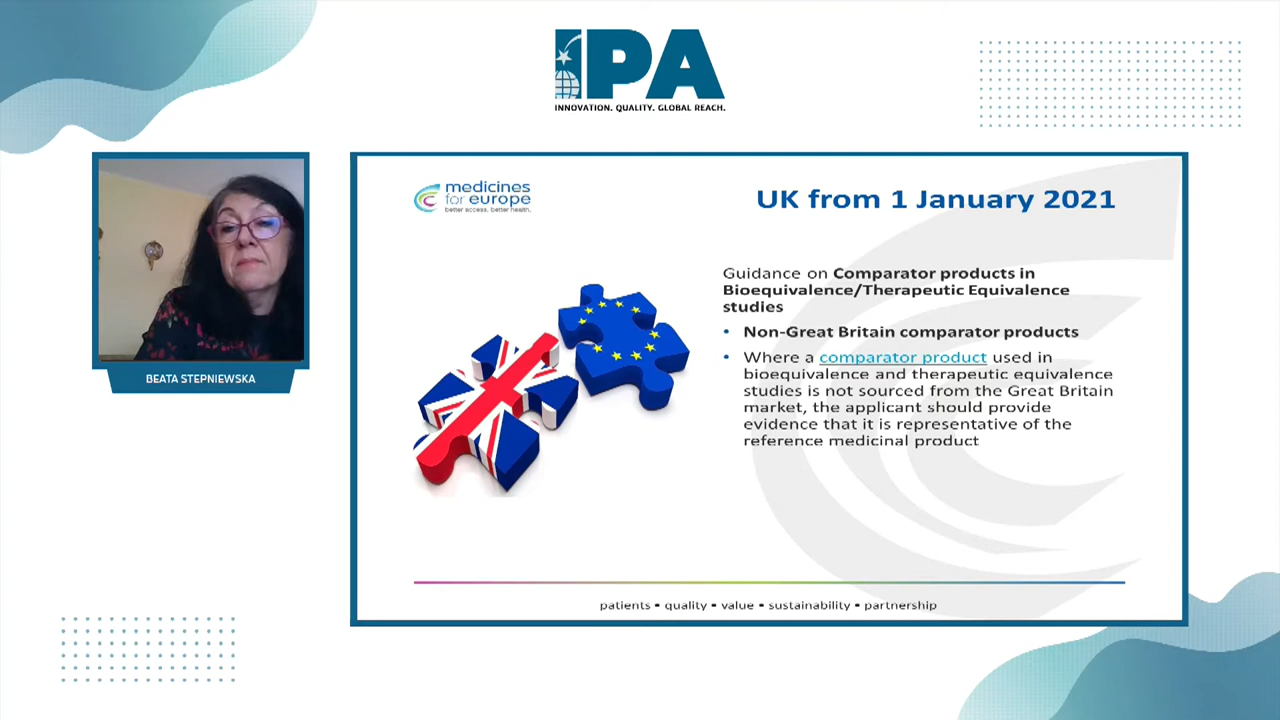 IPA
INNOVATION. QUALITY. GLOBAL REACH.
BEATA STEPNIEWSKA
medicines
for europe
better access. better health.
UK from 1 January 2021
Guidance on Comparator products in
Bioequivalence/Therapeutic Equivalence
studies
• Non-Great Britain comparator products
• Where a comparator product used in
bioequivalence and therapeutic equivalence
studies is not sourced from the Great Britain
market, the applicant should provide
evidence that it is representative of the
reference medicinal product
patients • quality • value • sustainability • partnership